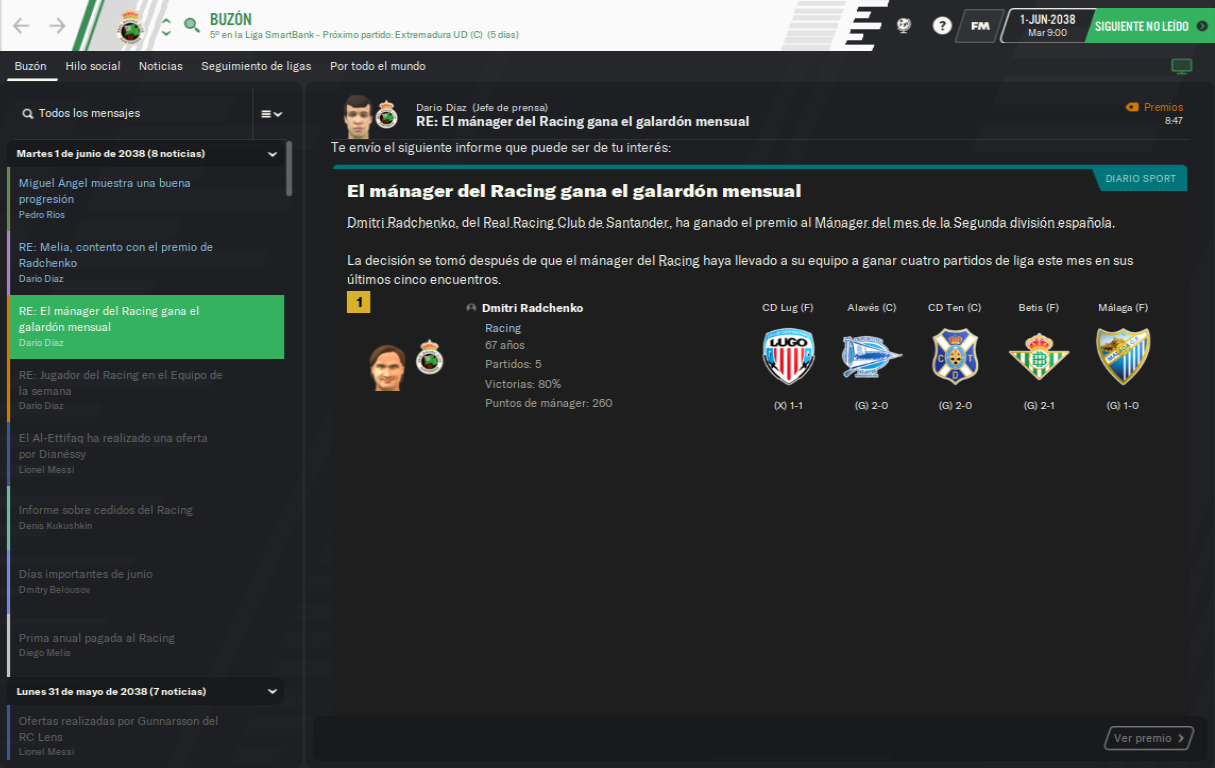 BUZÓN
5º en la Liga SmartBank - Próximo partido: Extremadura UD (C) (5 días)
?
FM
1-JUN-2038
Mar 9:00
SIGUIENTE NO LEÍDO
Buzón
Hilo social
Noticias
Seguimiento de ligas
Por todo el mundo
Todos los mensajes
Martes 1 de junio de 2038 (8 noticias)
Miguel Ángel muestra una buena
progresión
Pedro Ríos
RE: Melia, contento con el premio de
Radchenko
Darío Díaz
RE: El mánager del Racing gana el
galardón mensual
Darío Díaz
RE: Jugador del Racing en el Equipo de
la semana
Darío Díaz
El Al-Ettifaq ha realizado una oferta
por Dianéssy
Lionel Messi
Informe sobre cedidos del Racing
Denis Kukushkin
Días importantes de junio
Dmitry Belousov
Prima anual pagada al Racing
Diego Melia
Lunes 31 de mayo de 2038 (7 noticias)
Ofertas realizadas por Gunnarsson del
RC Lens
Lionel Messi
Darío Díaz (Jefe de prensa)
RE: El mánager del Racing gana el galardón mensual
Premios
8:47
Te envío el siguiente informe que puede ser de tu interés:
DIARIO SPORT
El mánager del Racing gana el galardón mensual
Dmitri Radchenko, del Real Racing Club de Santander, ha ganado el premio al Mánager del mes de la Segunda división española.
La decisión se tomó después de que el mánager del Racing haya llevado a su equipo a ganar cuatro partidos de liga este mes en sus
últimos cinco encuentros.
1
Dmitri Radchenko
Racing
67 años
Partidos: 5
Victorias: 80%
Puntos de mánager: 260
CD Lug (F) Alavés (C) CD Ten (C) Betis (F) Málaga (F)
LUGO
C T
D
(X) 1-1 (G) 2-0 (G) 2-0 (G) 2-1 (G) 1-0
Ver premio